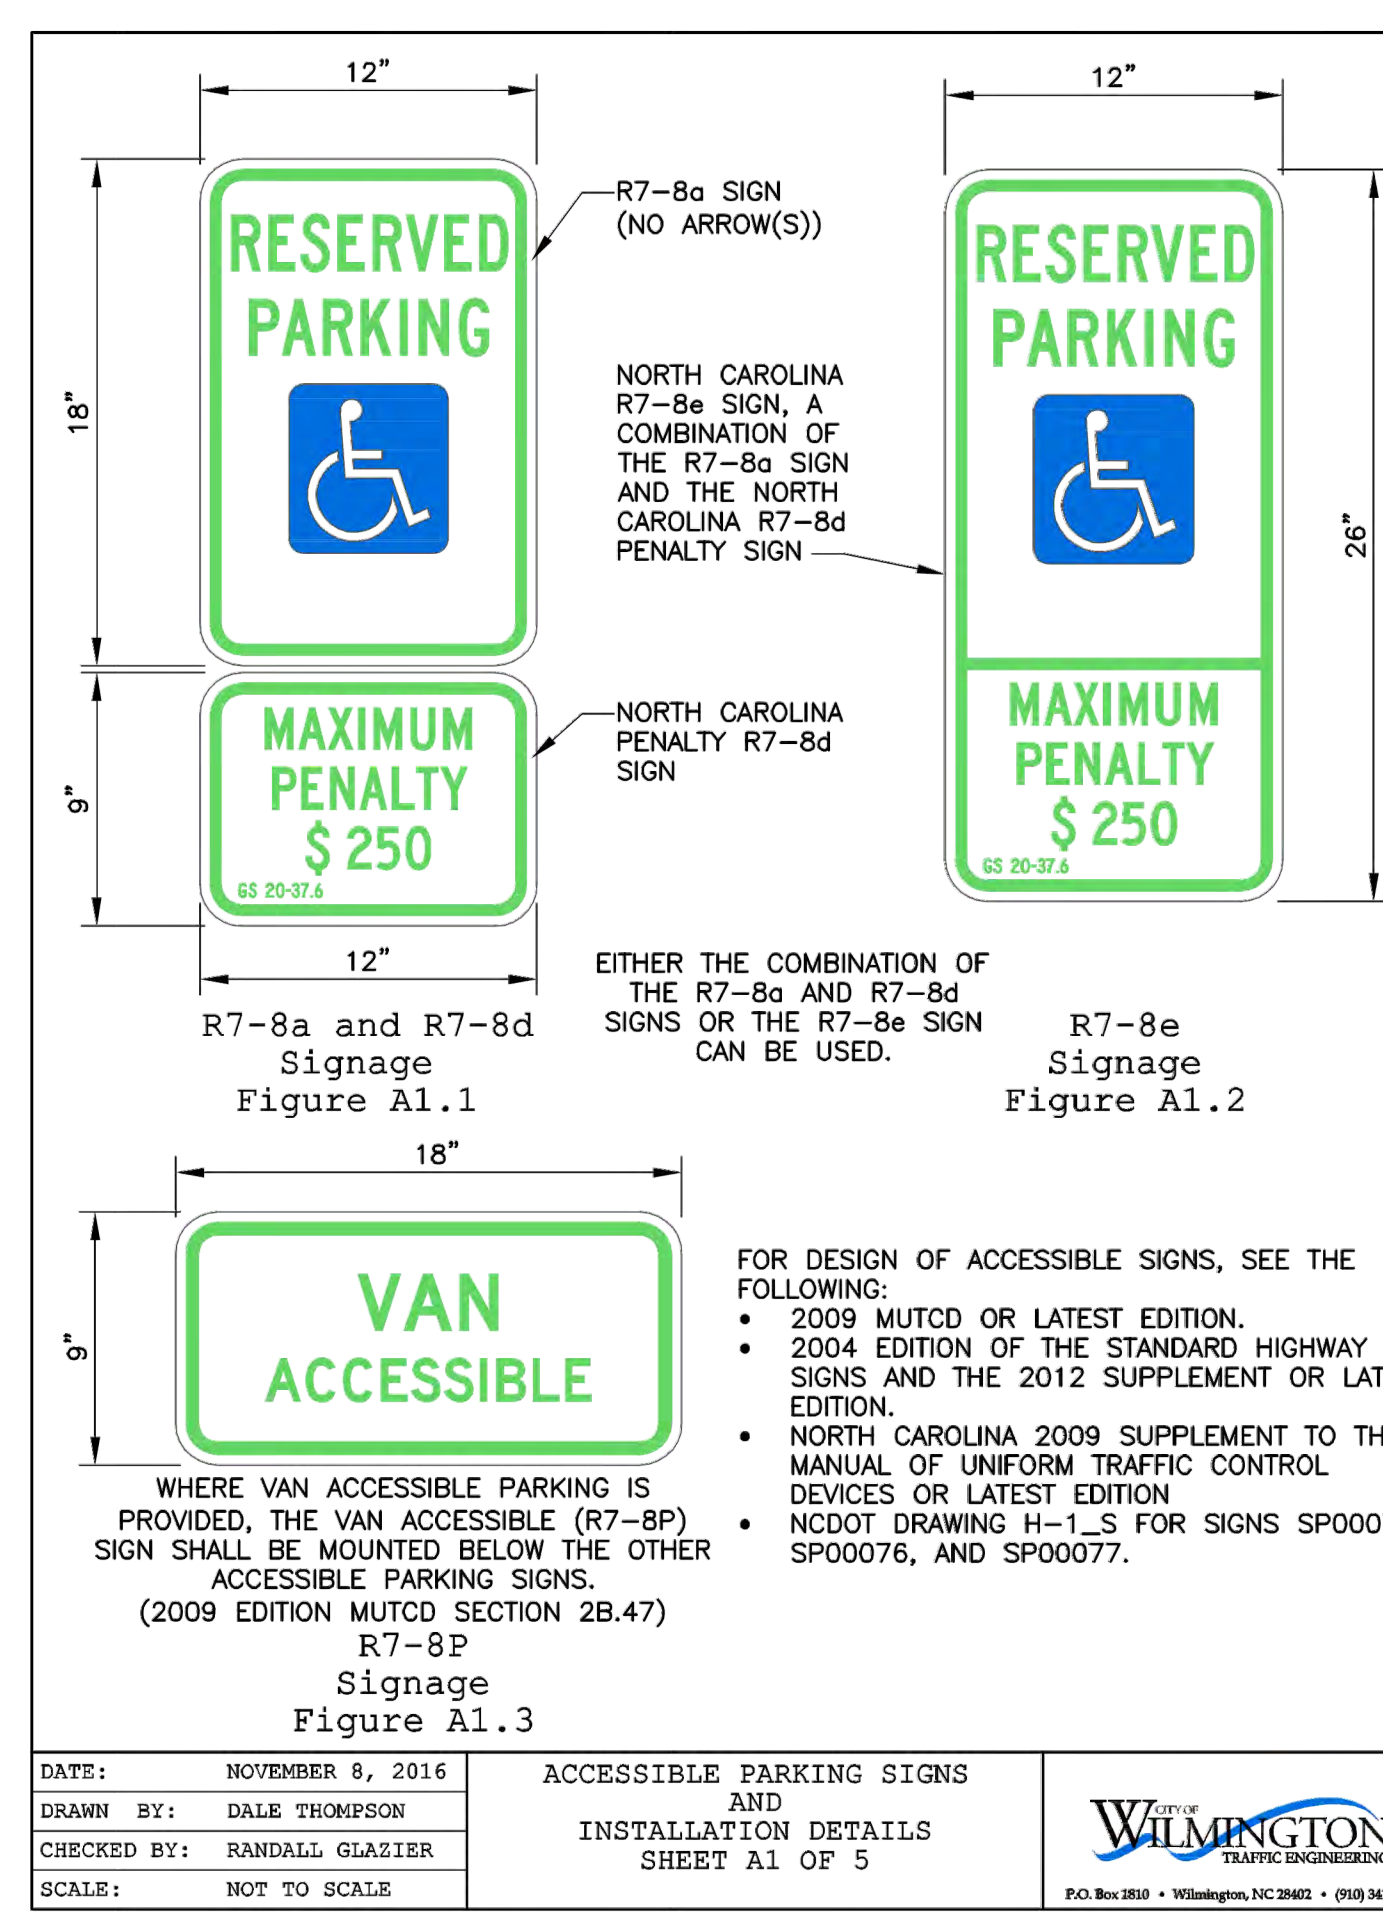 12"
18"
RESERVED
PARKING
R7-8a SIGN
(NO ARROW(S))
9"
MAXIMUM
PENALTY
$ 250
GS 20-37.6
NORTH CAROLINA
PENALTY R7-8d
SIGN
12"
R7-8a and R7-8d
Signage
Figure A1.1
NORTH CAROLINA
R7-8e SIGN, A
COMBINATION OF
THE R7-8a SIGN
AND THE NORTH
CAROLINA R7-8d
PENALTY SIGN
12"
26"
RESERVED
PARKING
MAXIMUM
PENALTY
$ 250
GS 20-37.6
EITHER THE COMBINATION OF
THE R7-8a AND R7-8d
SIGNS OR THE R7-8e SIGN
CAN BE USED.
R7-8e
Signage
Figure A1.2
18"
9"
VAN
ACCESSIBLE
WHERE VAN ACCESSIBLE PARKING IS
PROVIDED, THE VAN ACCESSIBLE (R7-8P)
SIGN SHALL BE MOUNTED BELOW THE OTHER
ACCESSIBLE PARKING SIGNS.
(2009 EDITION MUTCD SECTION 2B.47)
R7-8P
Signage
Figure A1.3
FOR DESIGN OF ACCESSIBLE SIGNS, SEE THE
FOLLOWING:
• 2009 MUTCD OR LATEST EDITION.
• 2004 EDITION OF THE STANDARD HIGHWAY
SIGNS AND THE 2012 SUPPLEMENT OR
EDITION.
• NORTH CAROLINA 2009 SUPPLEMENT TO
MANUAL OF UNIFORM TRAFFIC CONTROL
DEVICES OR LATEST EDITION
• NCDOT DRAWING H-1_S FOR SIGNS
SP00076, AND SP00077.
DATE: NOVEMBER 8, 2016
DRAWN BY: DALE THOMPSON
CHECKED BY: RANDALL GLAZIER
SCALE: NOT TO SCALE
ACCESSIBLE PARKING SIGNS
AND
INSTALLATION DETAILS
SHEET A1 OF 5
CITY OF
WILMINGTON
TRAFFIC ENGINEERING
P.O. Box 1810 • Wilmington, NC 28402 • (910)